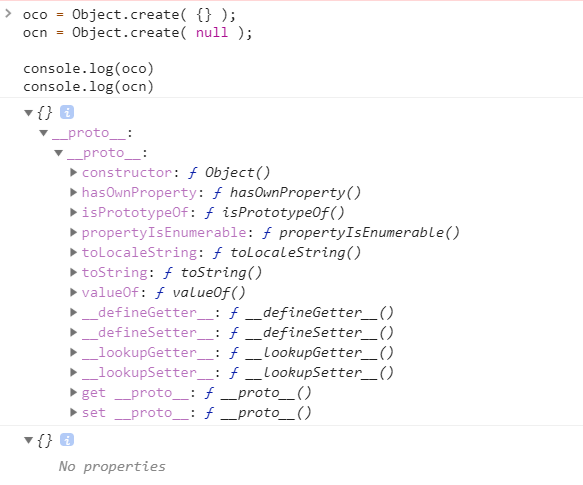 oco = Object.create( {} );
ocn = Object.create( null );
console.log(oco)
console.log(ocn)
{} i
__proto__:
__proto__:
constructor: ƒ Object()
hasOwnProperty: ƒ hasOwnProperty()
isPrototypeOf: ƒ isPrototypeOf()
propertyIsEnumerable: ƒ propertyIsEnumerable()
toLocaleString: ƒ toLocaleString()
toString: ƒ toString()
valueOf: ƒ valueOf()
__defineGetter__: ƒ __defineGetter__()
__defineSetter__: ƒ __defineSetter__()
__lookupGetter__: ƒ __lookupGetter__()
__lookupSetter__: ƒ __lookupSetter__()
get __proto__: ƒ __proto__()
set __proto__: ƒ __proto__()
{} i
No properties